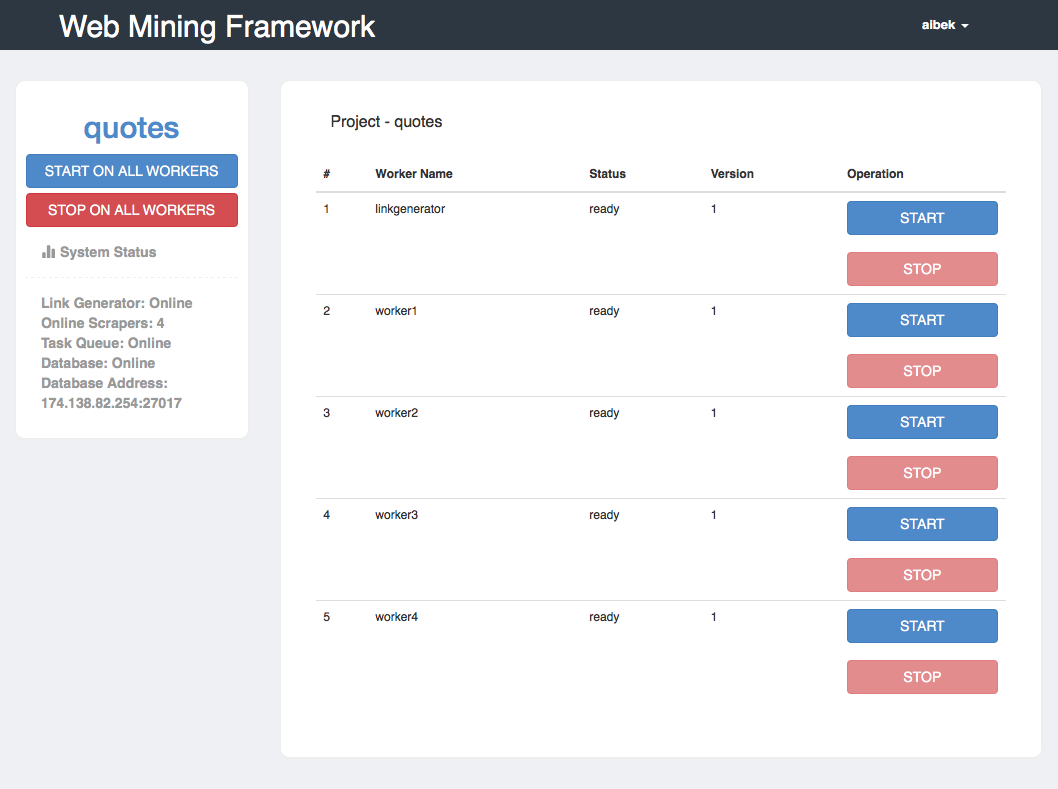 Web Mining Framework
albek
quotes
START ON ALL WORKERS
STOP ON ALL WORKERS
System Status
Link Generator: Online
Online Scrapers: 4
Task Queue: Online
Database: Online
Database Address:
174.138.82.254:27017
Project - quotes
# Worker Name Status Version Operation
1 linkgenerator ready 1 START
STOP
2 worker1 ready 1 START
STOP
3 worker2 ready 1 START
STOP
4 worker3 ready 1 START
STOP
5 worker4 ready 1 START
STOP